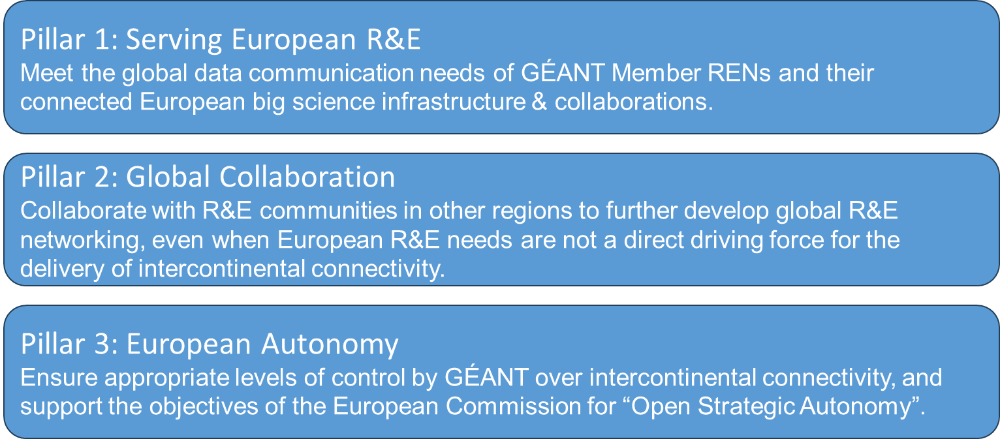 Pillar 1: Serving European R&E
Meet the global data communication needs of GÉANT Member RENs and their
connected European big science infrastructure & collaborations.
Pillar 2: Global Collaboration
Collaborate with R&E communities in other regions to further develop global R&E
networking, even when European R&E needs are not a direct driving force for the
delivery of intercontinental connectivity.
Pillar 3: European Autonomy
Ensure appropriate levels of control by GÉANT over intercontinental connectivity, and
support the objectives of the European Commission for “Open Strategic Autonomy”.